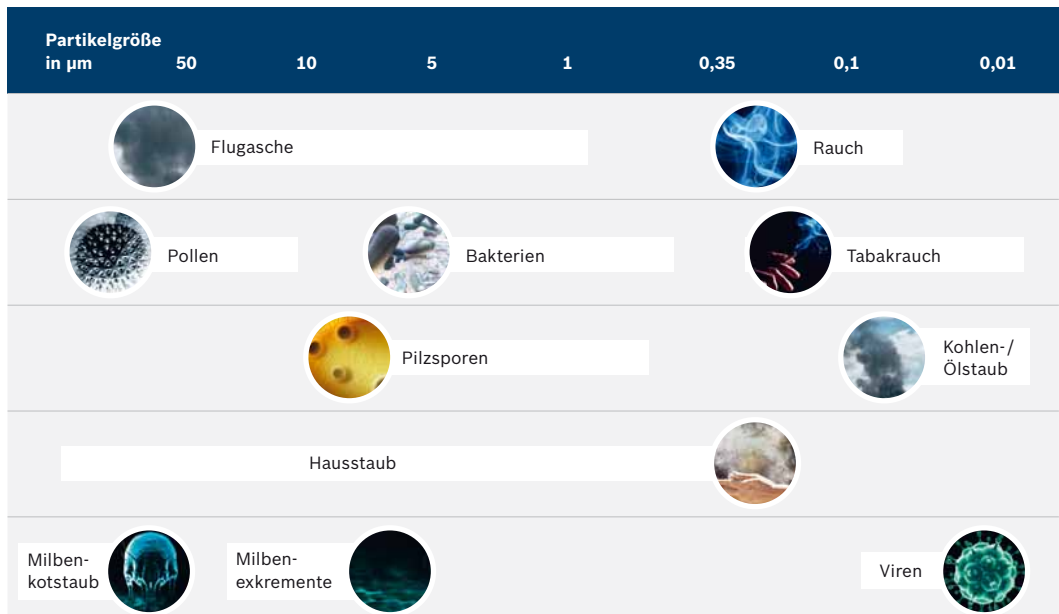 Partikelgröße
in µm 50 10 5 1 0,35 0,1 0,01
Flugasche Rauch
Pollen Bakterien Tabakrauch
Pilzsporen
Kohlen-/
Ölstaub
Hausstaub
Milben-
kotstaub
Milben-
exkremente
Viren